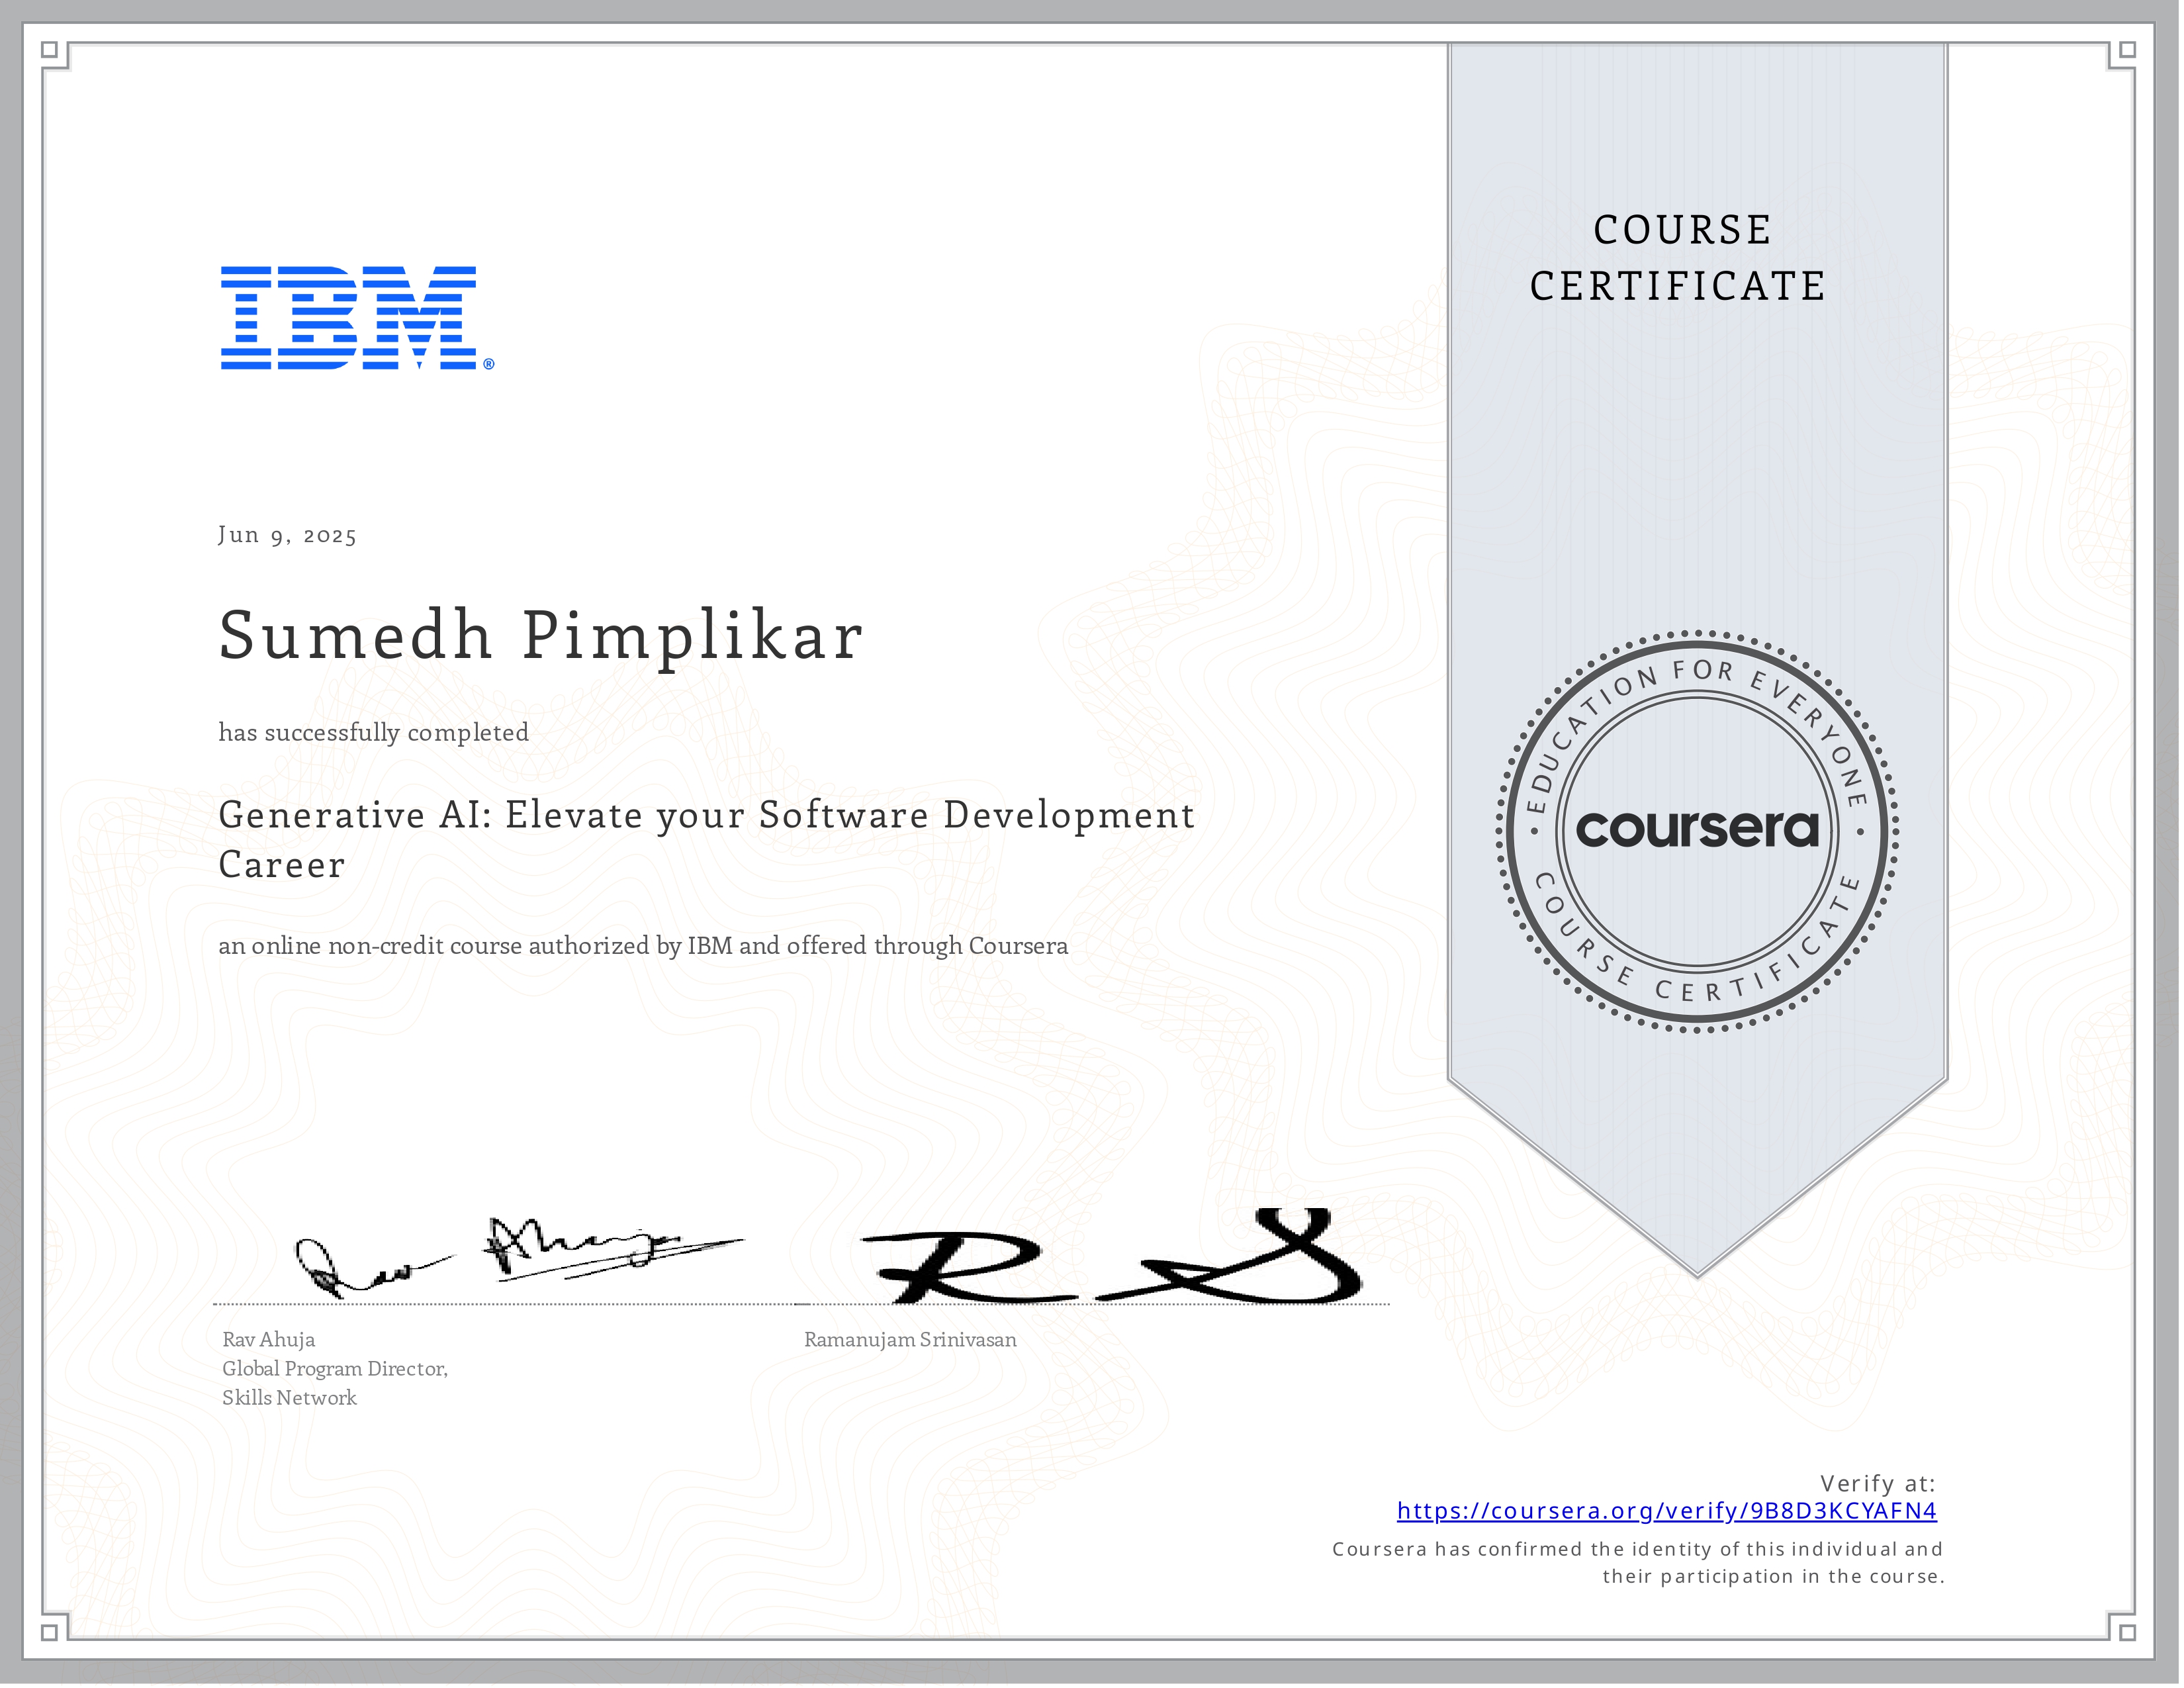 COURSE
CERTIFICATE
IBM®
Jun 9, 2025
Sumedh Pimplikar
has successfully completed
Generative AI: Elevate your Software Development
Career
an online non-credit course authorized by IBM and offered through Coursera
EDUCATION FOR EVERYONE
coursera
COURSE CERTIFICATE
Rav Ahuja
Global Program Director,
Skills Network
Ramanujam Srinivasan
Verify at:
https://coursera.org/verify/9B8D3KCYAFN4
Coursera has confirmed the identity of this individual and
their participation in the course.